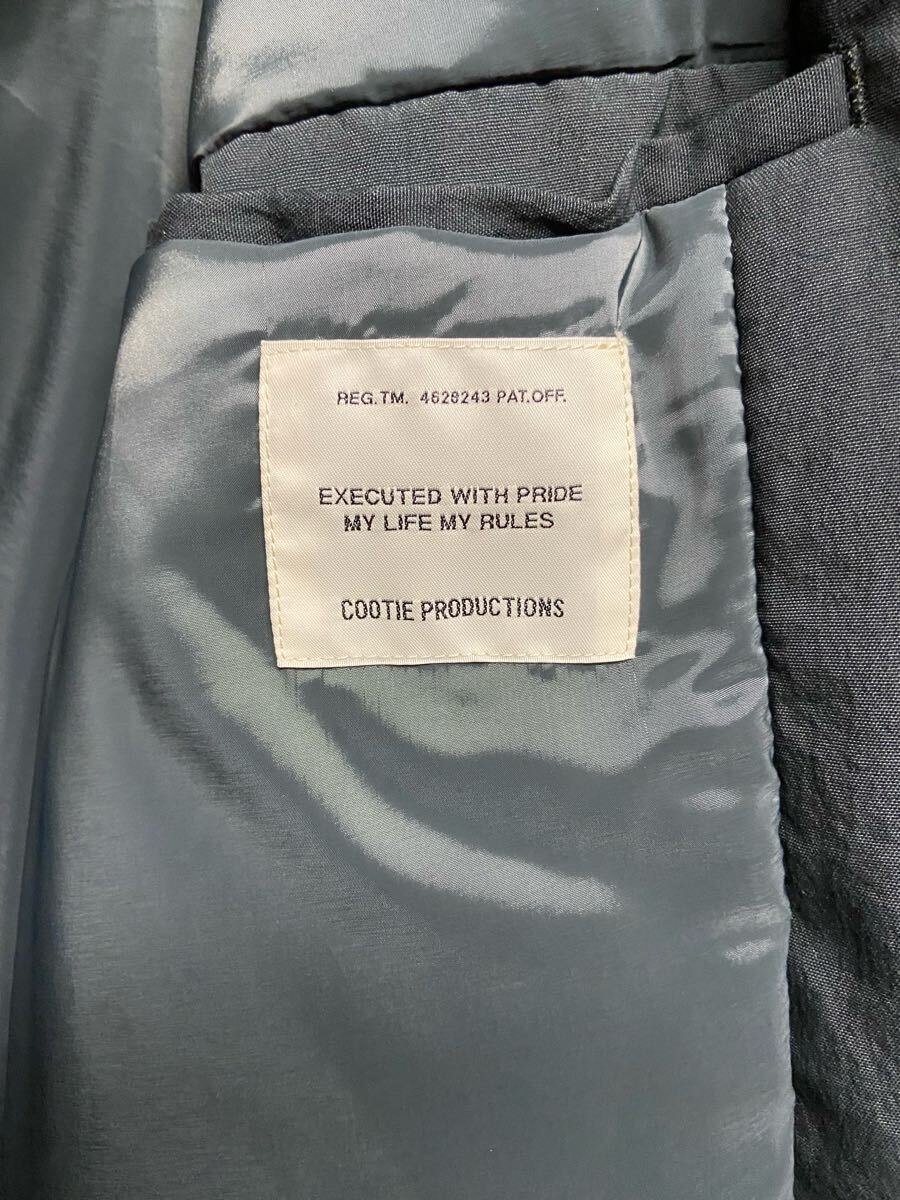 REG.TM. 4628243 PAT.OFF.
EXECUTED WITH PRIDE
MY LIFE MY RULES
COOTIE PRODUCTIONS